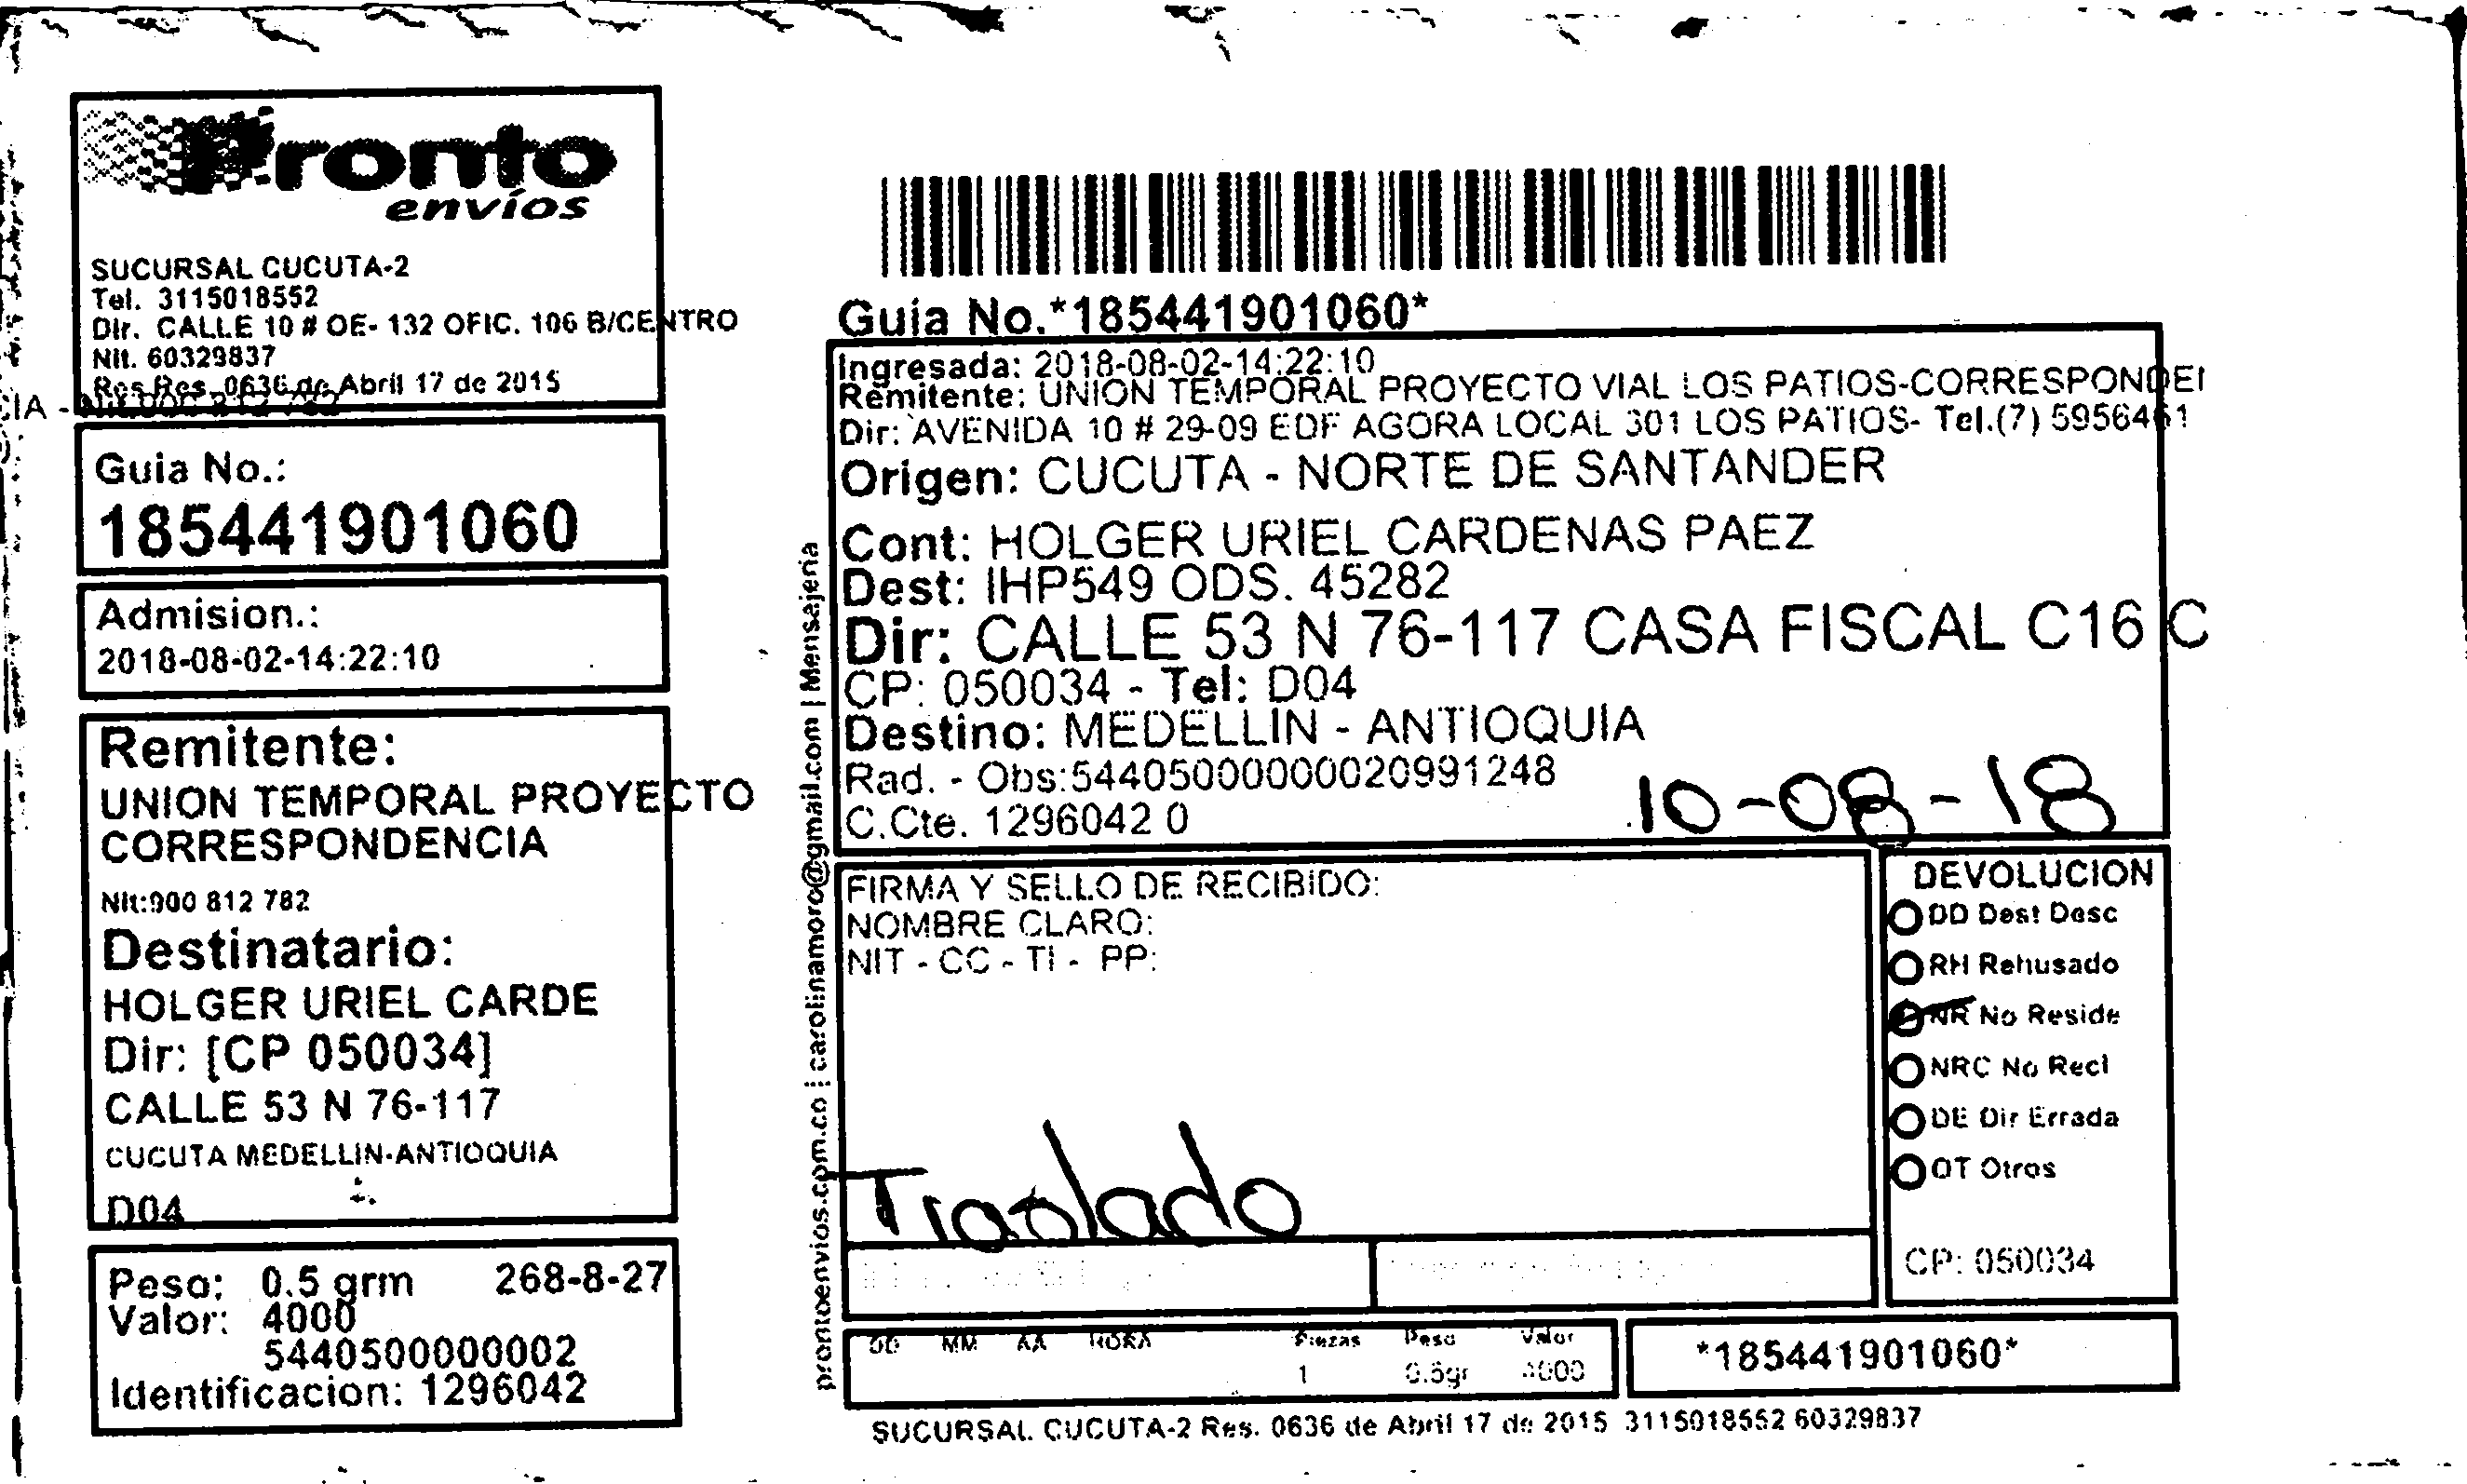 Pronto
envíos
SUCURSAL CUCUTA-2
Tel. 3115018552
Dir. CALLE 10 # OE- 132 OFIC. 106 B/CENTRO
Nit. 60329837
Res Res. 0636 de Abril 17 de 2015
CIA - Nit.900 812 782
Guia No.:
185441901060
Admision.:
2018-08-02-14:22:10
Remitente:
UNION TEMPORAL PROYECTO
CORRESPONDENCIA
Nit:900 812 782
Destinatario:
HOLGER URIEL CARDE
Dir: [CP 050034]
CALLE 53 N 76-117
CUCUTA MEDELLIN-ANTIOQUIA
D04
Peso: 0.5 grm 268-8-27
Valor: 4000
5440500000002
Identificacion: 1296042
prontoenvios.com.co | carolinamoro@gmail.com | Mensajeria
Guia No.*185441901060*
Ingresada: 2018-08-02-14:22:10
Remitente: UNION TEMPORAL PROYECTO VIAL LOS PATIOS-CORRESPONDEI
Dir: AVENIDA 10 # 29-09 EDF AGORA LOCAL 301 LOS PATIOS- Tel.(7) 5956461
Origen: CUCUTA - NORTE DE SANTANDER
Cont: HOLGER URIEL CARDENAS PAEZ
Dest: IHP549 ODS. 45282
Dir: CALLE 53 N 76-117 CASA FISCAL C16 C
CP: 050034 - Tel: D04
Destino: MEDELLIN - ANTIOQUIA
Rad. - Obs:5440500000020991248
C.Cte. 1296042 0
10-08-18
FIRMA Y SELLO DE RECIBIDO:
NOMBRE CLARO:
NIT - CC - TI - PP:
Traslado
DEVOLUCION
DD Dest Desc
RH Rehusado
NR No Reside
NRC No Recl
DE Dir Errada
OT Otros
CP: 050034
DD MM AA HORA Piezas Peso Valor
1 0.5gr 4000
*185441901060*
SUCURSAL CUCUTA-2 Res. 0636 de Abril 17 de 2015 3115018552 60329837